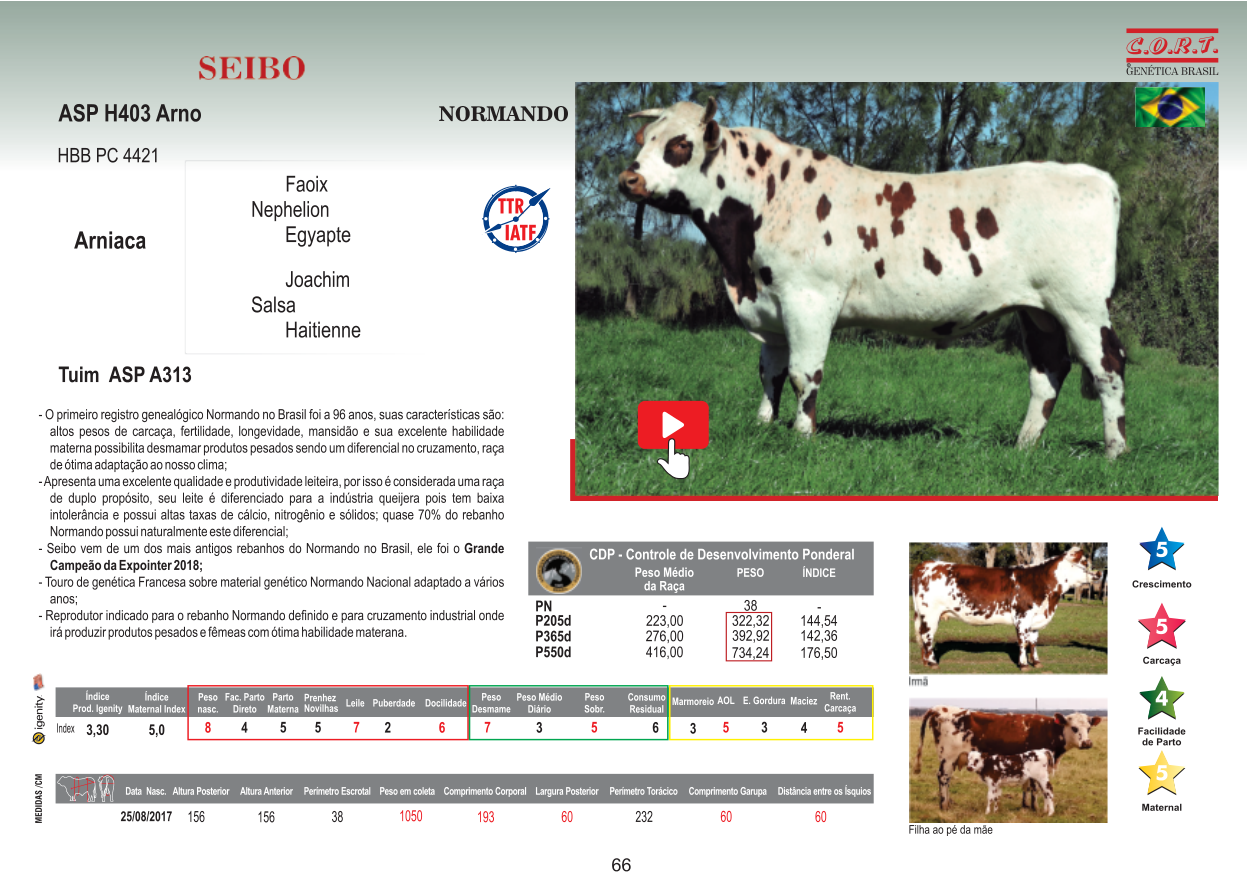 SEIBO
C.O.R.T.
GENÉTICA BRASIL
ASP H403 Arno
NORMANDO
HBB PC 4421
Faoix
Nephelion
Egyapte
Arniaca
Joachim
Salsa
Haitienne
TTR
IATF
Tuim ASP A313
- O primeiro registro genealógico Normando no Brasil foi a 96 anos, suas características são:
altos pesos de carcaça, fertilidade, longevidade, mansidão e sua excelente habilidade
materna possibilita desmamar produtos pesados sendo um diferencial no cruzamento, raça
de ótima adaptação ao nosso clima;
- Apresenta uma excelente qualidade e produtividade leiteira, por isso é considerada uma raça
de duplo propósito, seu leite é diferenciado para a indústria queijera pois tem baixa
intolerância e possui altas taxas de cálcio, nitrogênio e sólidos; quase 70% do rebanho
Normando possui naturalmente este diferencial;
- Seibo vem de um dos mais antigos rebanhos do Normando no Brasil, ele foi o Grande
Campeão da Expointer 2018;
- Touro de genética Francesa sobre material genético Normando Nacional adaptado a vários
anos;
- Reprodutor indicado para o rebanho Normando definido e para cruzamento industrial onde
irá produzir produtos pesados e fêmeas com ótima habilidade materana.
CDP - Controle de Desenvolvimento Ponderal
Peso Médio da Raça PESO ÍNDICE
PN - 38 -
P205d 223,00 322,32 144,54
P365d 276,00 392,92 142,36
P550d 416,00 734,24 176,50
Irmã
Filha ao pé da mãe
5
Crescimento
5
Carcaça
4
Facilidade
de Parto
5
Maternal
igenity
Índice Prod. Igenity Índice Maternal Index Peso nasc. Fac. Parto Direto Parto Materna Prenhez Novilhas Leile Puberdade Docilidade Peso Desmame Peso Médio Diário Peso Sobr. Consumo Residual Marmoreio AOL E. Gordura Maciez Rent. Carcaça
Index 3,30 5,0 8 4 5 5 7 2 6 7 3 5 6 3 5 3 4 5
MEDIDAS /CM
Data Nasc. Altura Posterior Altura Anterior Perímetro Escrotal Peso em coleta Comprimento Corporal Largura Posterior Perímetro Torácico Comprimento Garupa Distância entre os Ísquios
25/08/2017 156 156 38 1050 193 60 232 60 60
66